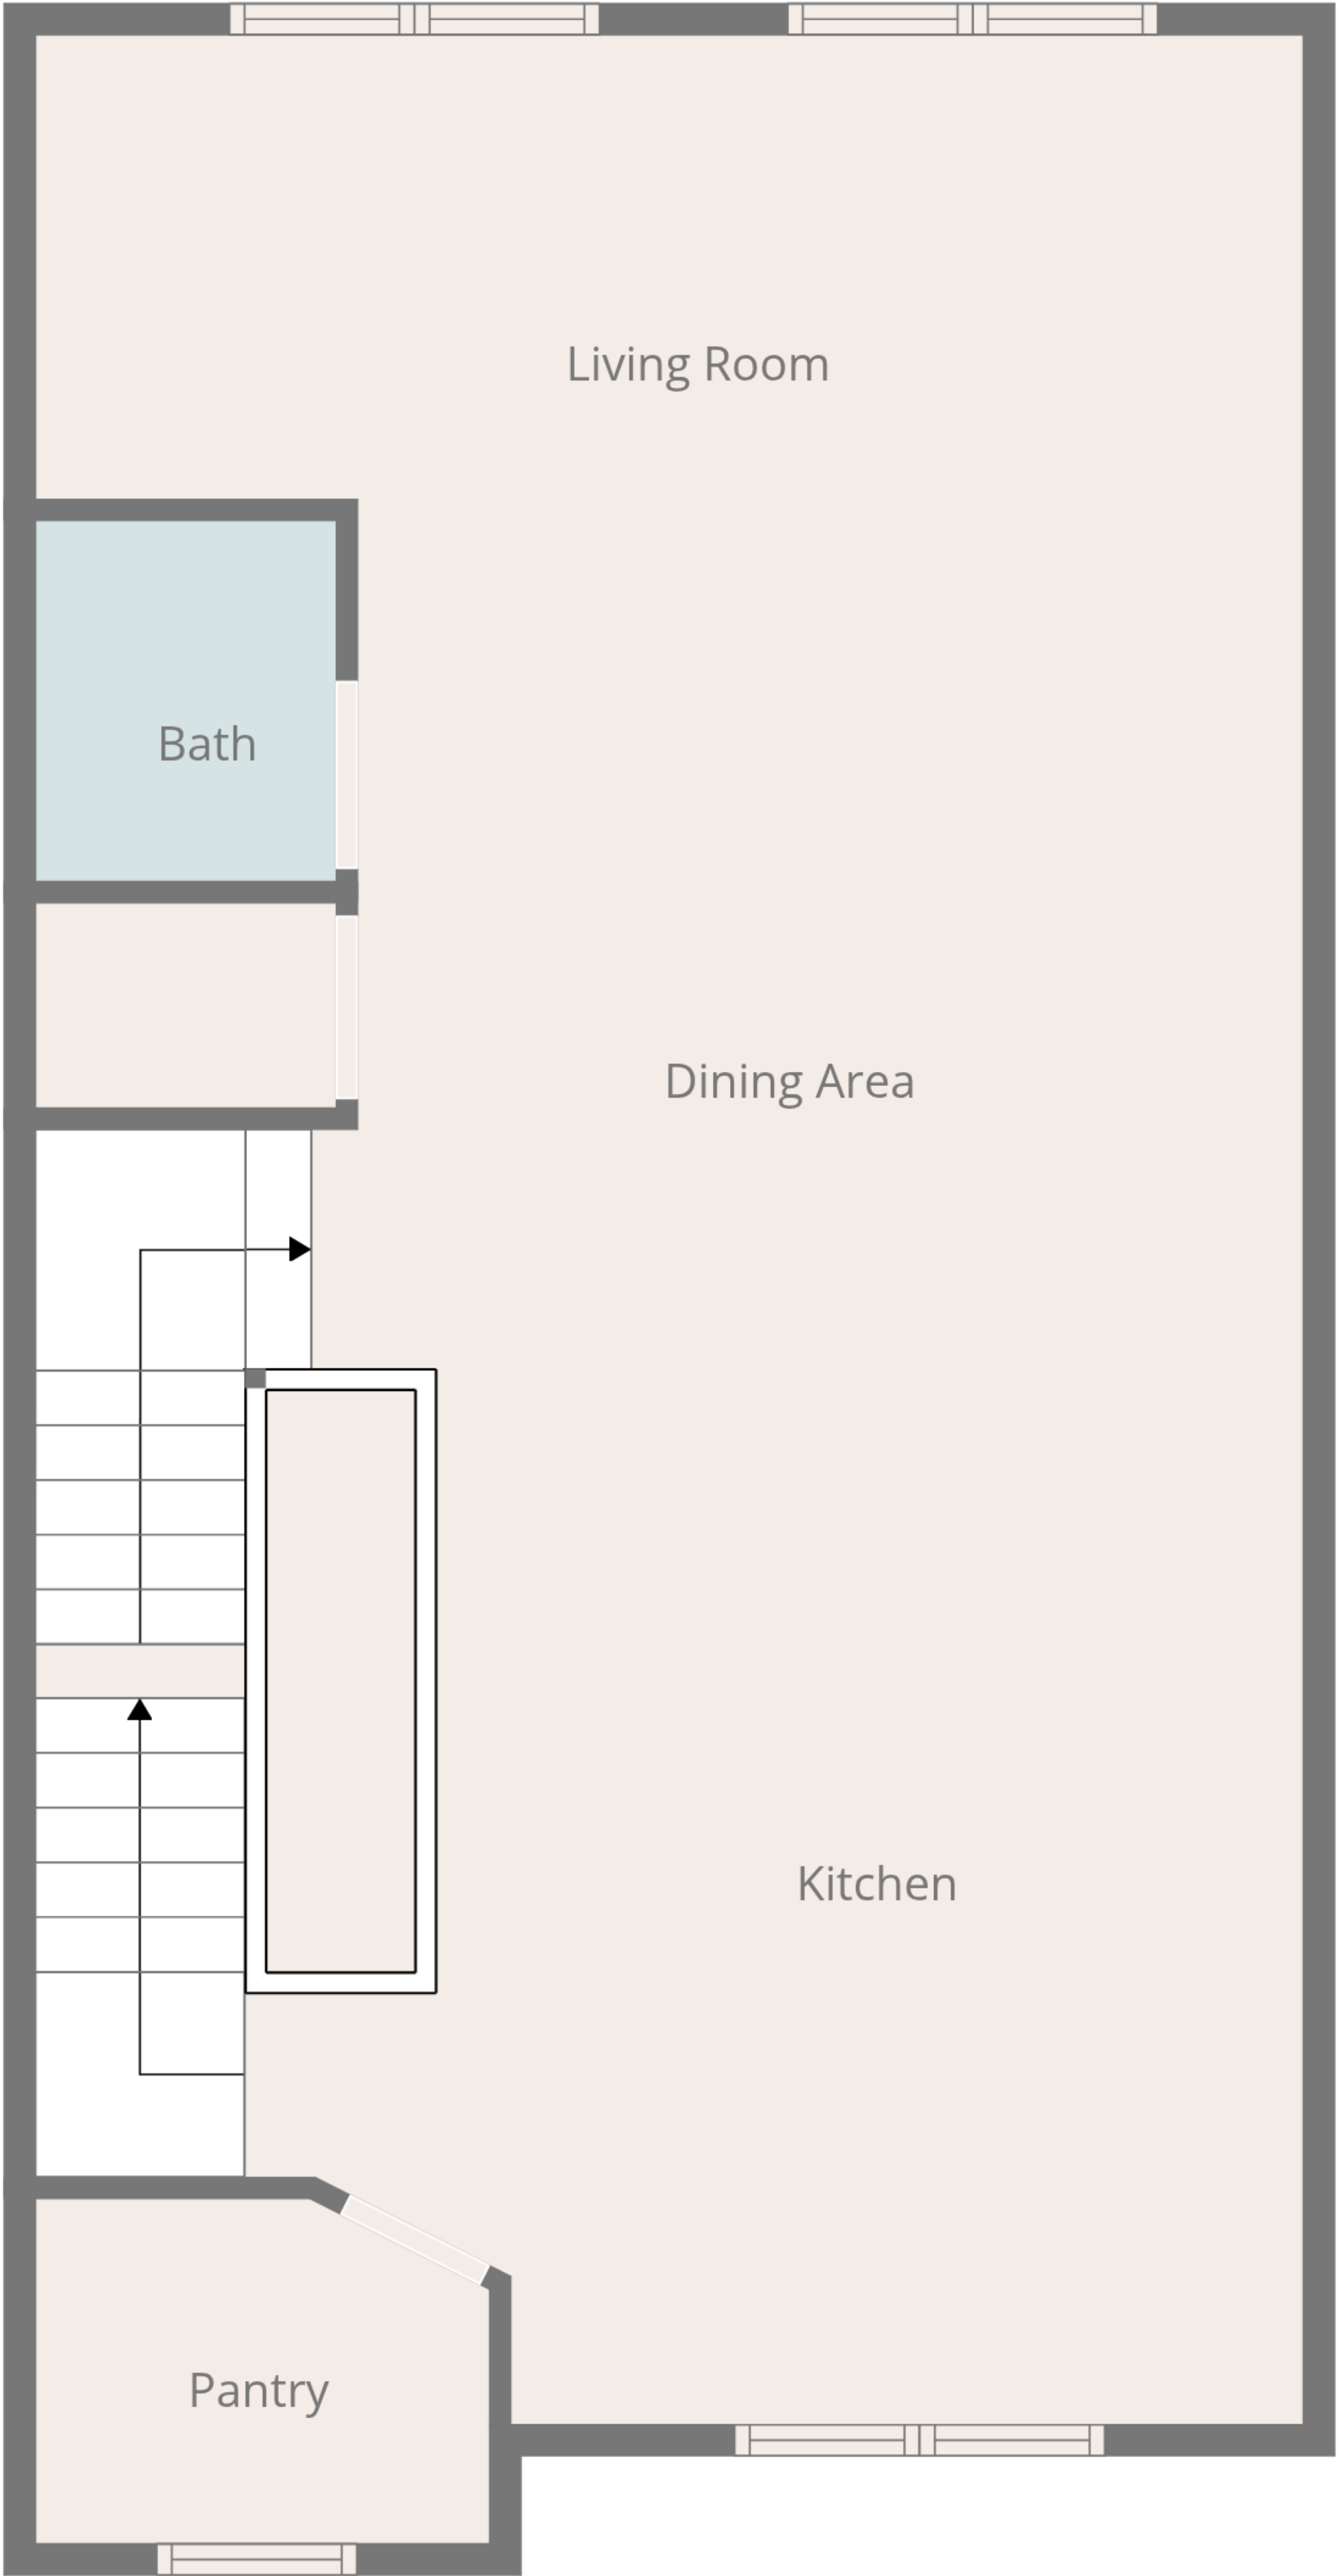 Living Room
Bath
Dining Area
Kitchen
Pantry